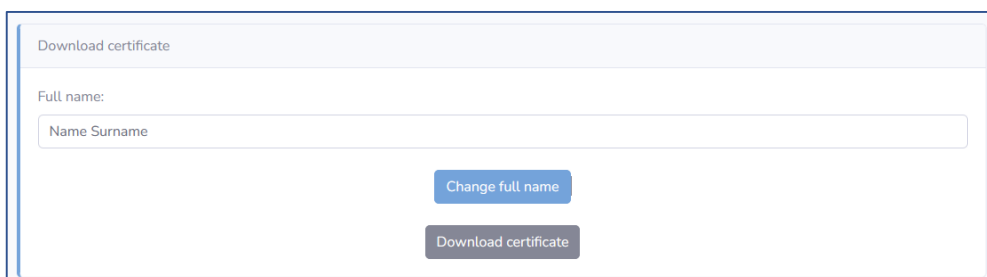 Download certificate
Full name:
Name Surname
Change full name
Download certificate